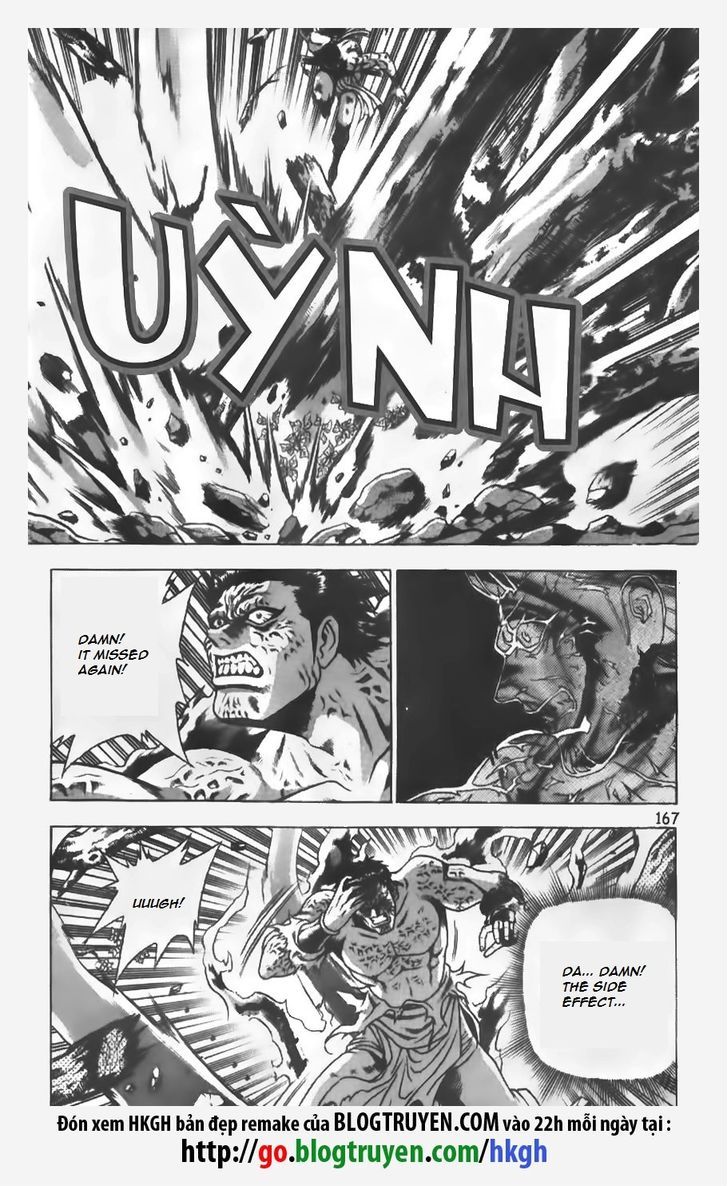 UỲNH
DAMN!
IT MISSED
AGAIN!
167
UUUGH!
DA... DAMN!
THE SIDE
EFFECT...
Đón xem HKGH bản đẹp remake của BLOGTRUYEN.COM vào 22h mỗi ngày tại :
http://go.blogtruyen.com/hkgh